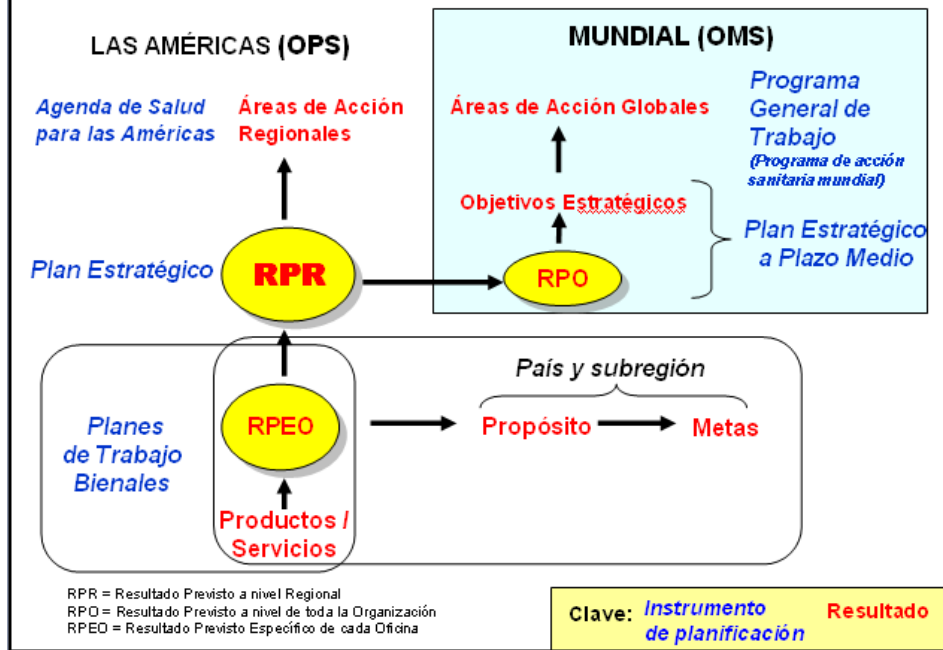 LAS AMÉRICAS (OPS)
MUNDIAL (OMS)
Agenda de Salud
para las Américas
Áreas de Acción
Regionales
Áreas de Acción Globales
Programa
General de
Trabajo
(Programa de acción
sanitaria mundial)
Objetivos Estratégicos
Plan Estratégico
a Plazo Medio
Plan Estratégico
RPR
RPO
País y subregión
Planes
de Trabajo
Bienales
RPEO
Propósito
Metas
Productos /
Servicios
RPR = Resultado Previsto a nivel Regional
RPO = Resultado Previsto a nivel de toda la Organización
RPEO = Resultado Previsto Específico de cada Oficina
Clave: Instrumento Resultado
de planificación